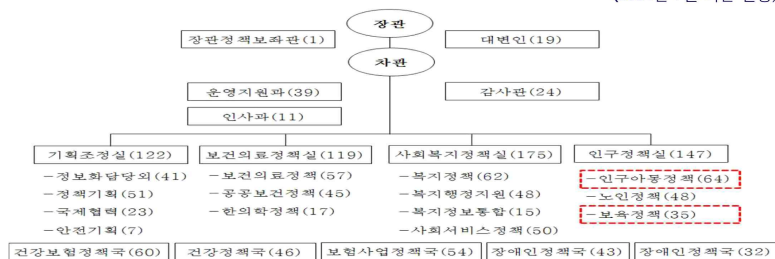 장관
장관정책보좌관(1)
대변인(19)
차관
운영지원과(39)
감사관(24)
인사과(11)
기획조정실(122)
보건의료정책실(119)
사회복지정책실(175)
인구정책실(147)
-정보화담당외(41)
-보건의료정책(57)
-복지정책(62)
-인구아동정책(64)
-정책기획(51)
-공공보건정책(45)
-복지행정지원(48)
-노인정책(48)
-국제협력(23)
-한의학정책(17)
-복지정보통합(15)
-보육정책(35)
-안전기획(7)
-사회서비스정책(50)
건강보험정책국(60)
건강정책국(46)
보험사업정책국(54)
장애인정책국(43)
장애인정책국(32)